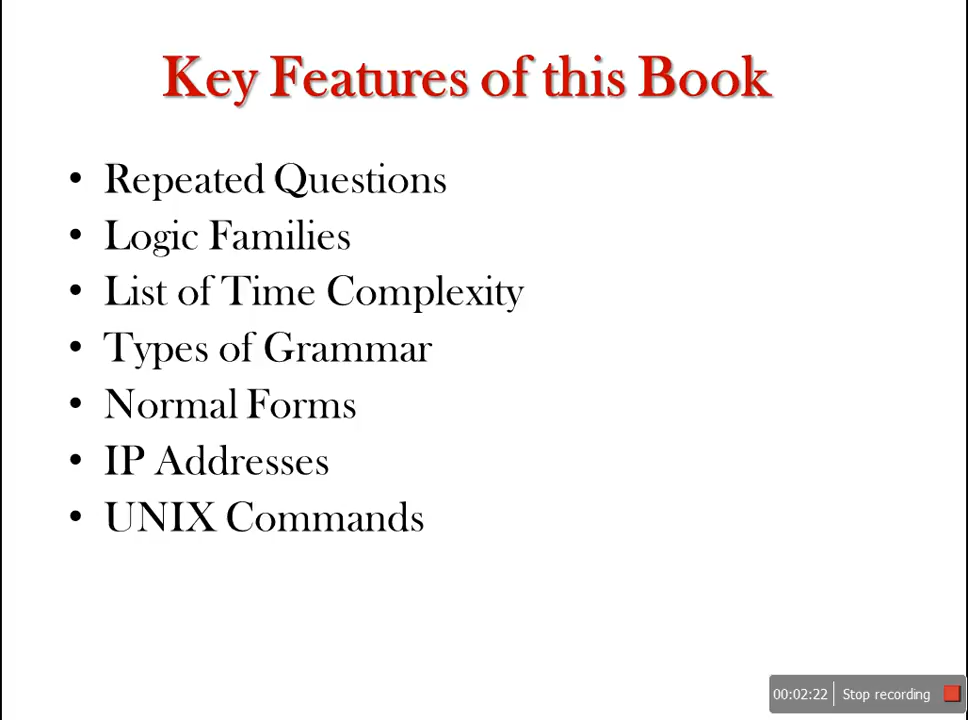 Key Features of this Book
• Repeated Questions
• Logic Families
• List of Time Complexity
• Types of Grammar
• Normal Forms
• IP Addresses
• UNIX Commands
00:02:22 Stop recording